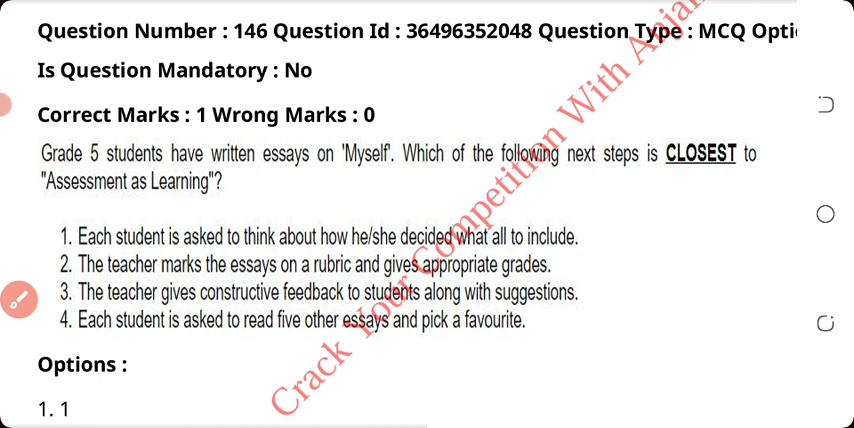 Question Number : 146 Question Id : 36496352048 Question Type : MCQ Opti
Is Question Mandatory : No
Correct Marks : 1 Wrong Marks : 0
Grade 5 students have written essays on 'Myself'. Which of the following next steps is CLOSEST to
"Assessment as Learning"?
1. Each student is asked to think about how he/she decided what all to include.
2. The teacher marks the essays on a rubric and gives appropriate grades.
3. The teacher gives constructive feedback to students along with suggestions.
4. Each student is asked to read five other essays and pick a favourite.
Options :
1. 1
Crack Your Competition With Anjan